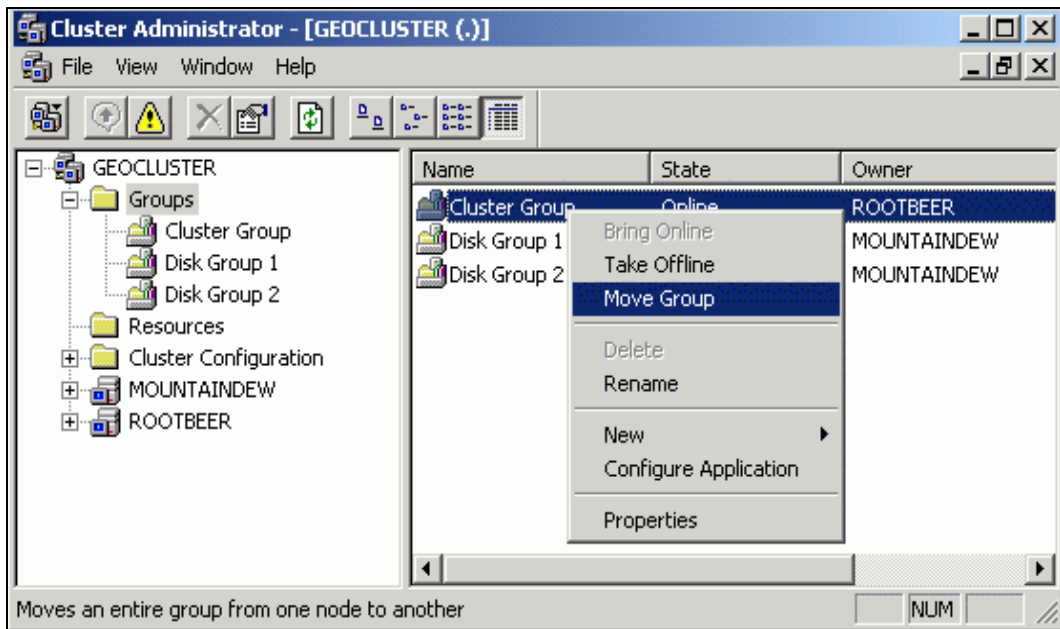 Cluster Administrator - [GEOCLUSTER (.)]
File View Window Help
GEOCLUSTER
Groups
Cluster Group
Disk Group 1
Disk Group 2
Resources
Cluster Configuration
MOUNTAINDEW
ROOTBEER
Name State Owner
Cluster Group Online ROOTBEER
Disk Group 1 MOUNTAINDEW
Disk Group 2 MOUNTAINDEW
Bring Online
Take Offline
Move Group
Delete
Rename
New
Configure Application
Properties
Moves an entire group from one node to another NUM